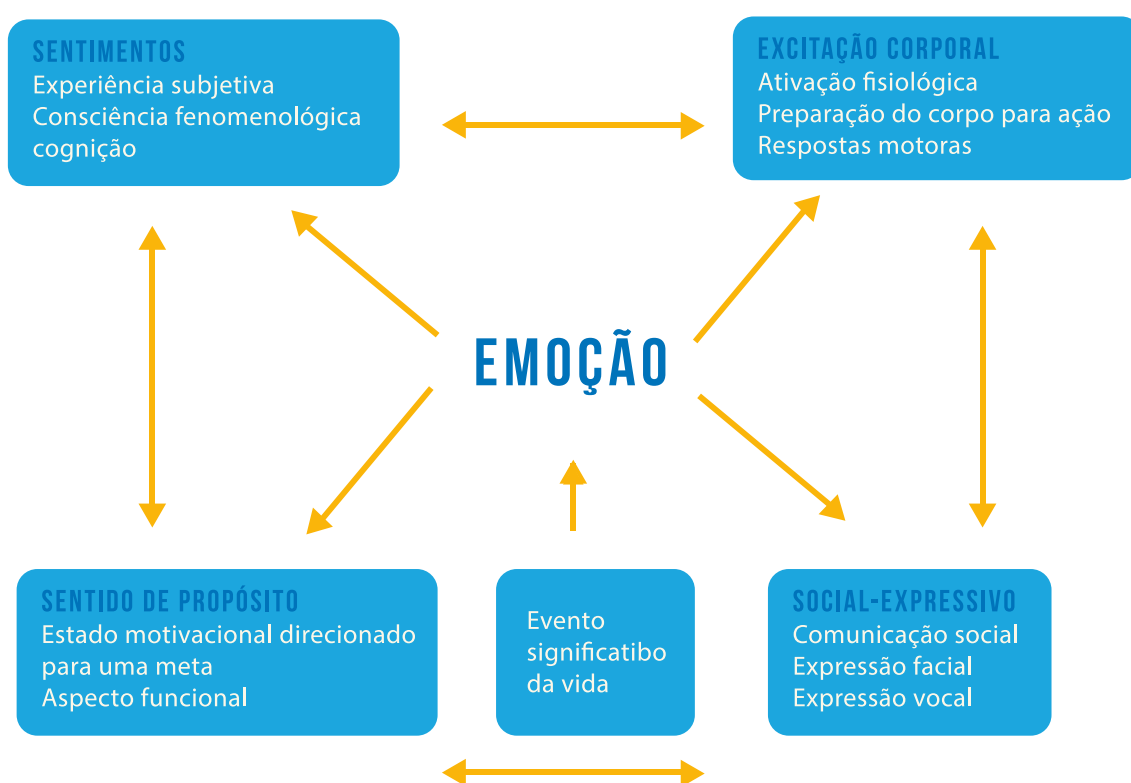 SENTIMENTOS
Experiência subjetiva
Consciência fenomenológica
cognição
EXCITAÇÃO CORPORAL
Ativação fisiológica
Preparação do corpo para ação
Respostas motoras
EMOÇÃO
SENTIDO DE PROPÓSITO
Estado motivacional direcionado
para uma meta
Aspecto funcional
Evento
significatibo
da vida
SOCIAL-EXPRESSIVO
Comunicação social
Expressão facial
Expressão vocal